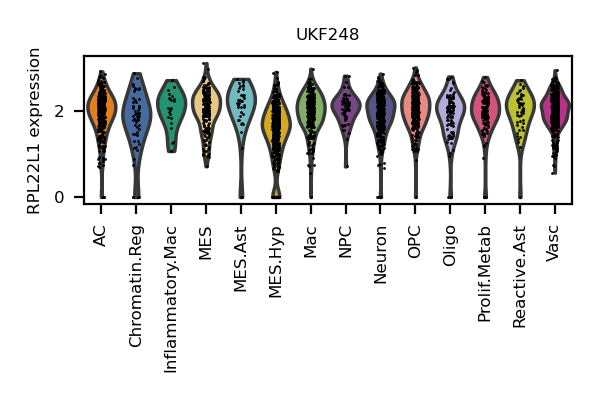 UKF248
RPL22L1 expression
2
0
AC
Chromatin.Reg
Inflammatory.Mac
MES
MES.Ast
MES.Hyp
Mac
NPC
Neuron
OPC
Oligo
Prolif.Metab
Reactive.Ast
Vasc